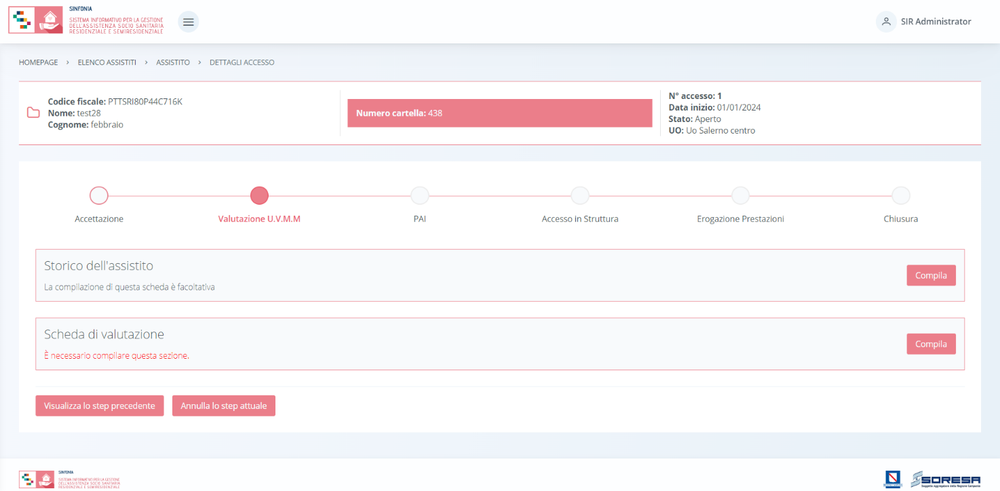 SINFONIA
SISTEMA INFORMATIVO PER LA GESTIONE
DELL'ASSISTENZA SOCIO SANITARIA
RESIDENZIALE E SEMIRESIDENZIALE
SIR Administrator
HOMEPAGE > ELENCO ASSISTITI > ASSISTITO > DETTAGLI ACCESSO
Codice fiscale: PTTSRI80P44C716K
Nome: test28
Cognome: febbraio
Numero cartella: 438
N° accesso: 1
Data inizio: 01/01/2024
Stato: Aperto
UO: Uo Salerno centro
Accettazione
Valutazione U.V.M.M
PAI
Accesso in Struttura
Erogazione Prestazioni
Chiusura
Storico dell'assistito
La compilazione di questa scheda è facoltativa
Compila
Scheda di valutazione
È necessario compilare questa sezione.
Compila
Visualizza lo step precedente
Annulla lo step attuale
SINFONIA
SISTEMA INFORMATIVO PER LA GESTIONE
DELL'ASSISTENZA SOCIO SANITARIA
RESIDENZIALE E SEMIRESIDENZIALE
SORESA
Soggetto Aggregatore della Regione Campania